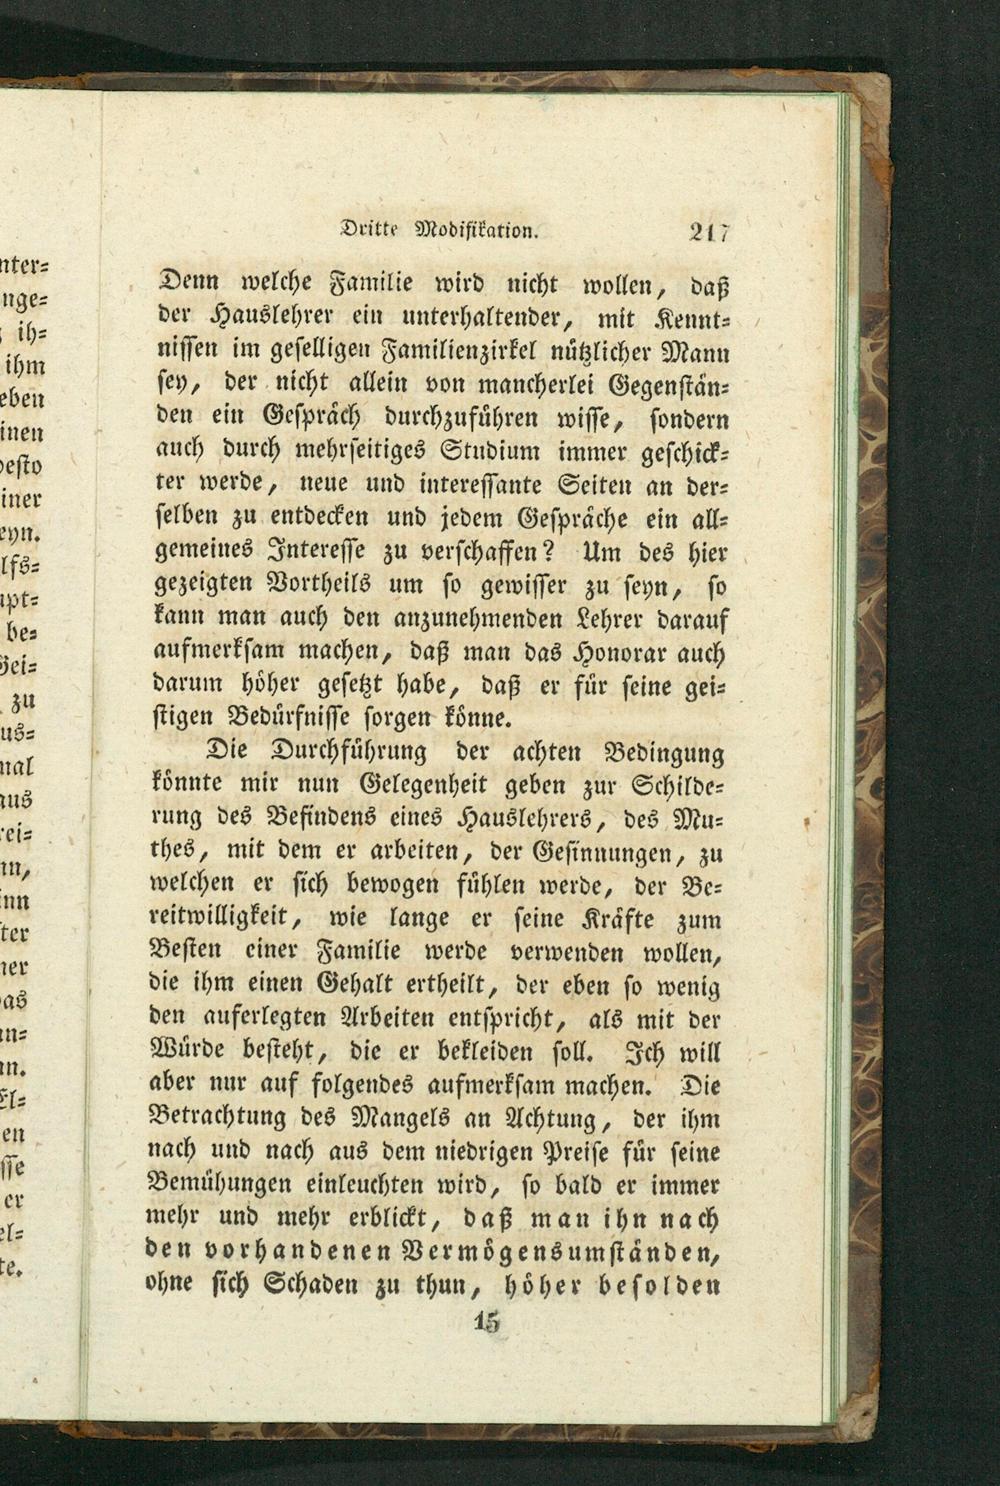 Dritte Modifikation. 217
Denn welche Familie wird nicht wollen, daß
der Hauslehrer ein unterhaltender, mit Kennt-
nissen im geselligen Familienzirkel nützlicher Mann
sey, der nicht allein von mancherlei Gegenstän-
den ein Gespräch durchzuführen wisse, sondern
auch durch mehrseitiges Studium immer geschick-
ter werde, neue und interessante Seiten an der-
selben zu entdecken und jedem Gespräche ein all-
gemeines Interesse zu verschaffen? Um des hier
gezeigten Vortheils um so gewisser zu seyn, so
kann man auch den anzunehmenden Lehrer darauf
aufmerksam machen, daß man das Honorar auch
darum höher gesetzt habe, daß er für seine gei-
stigen Bedürfnisse sorgen könne.
Die Durchführung der achten Bedingung
könnte mir nun Gelegenheit geben zur Schilde-
rung des Befindens eines Hauslehrers, des Mu-
thes, mit dem er arbeiten, der Gesinnungen, zu
welchen er sich bewogen fühlen werde, der Be-
reitwilligkeit, wie lange er seine Kräfte zum
Besten einer Familie werde verwenden wollen,
die ihm einen Gehalt ertheilt, der eben so wenig
den auferlegten Arbeiten entspricht, als mit der
Würde besteht, die er bekleiden soll. Ich will
aber nur auf folgendes aufmerksam machen. Die
Betrachtung des Mangels an Achtung, der ihm
nach und nach aus dem niedrigen Preise für seine
Bemühungen einleuchten wird, so bald er immer
mehr und mehr erblickt, daß man ihn nach
den vorhandenen Vermögensumständen,
ohne sich Schaden zu thun, höher besolden
15